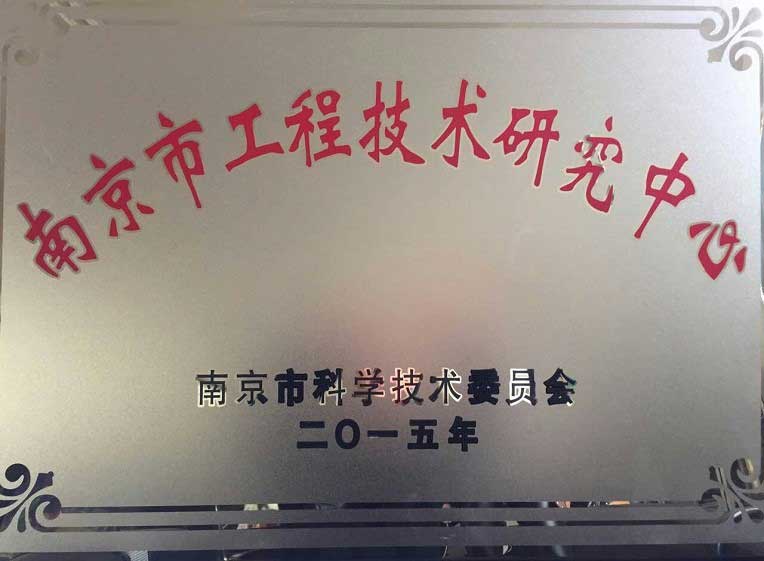 南京市工程技术研究中心
南京市科学技术委员会
二〇一五年